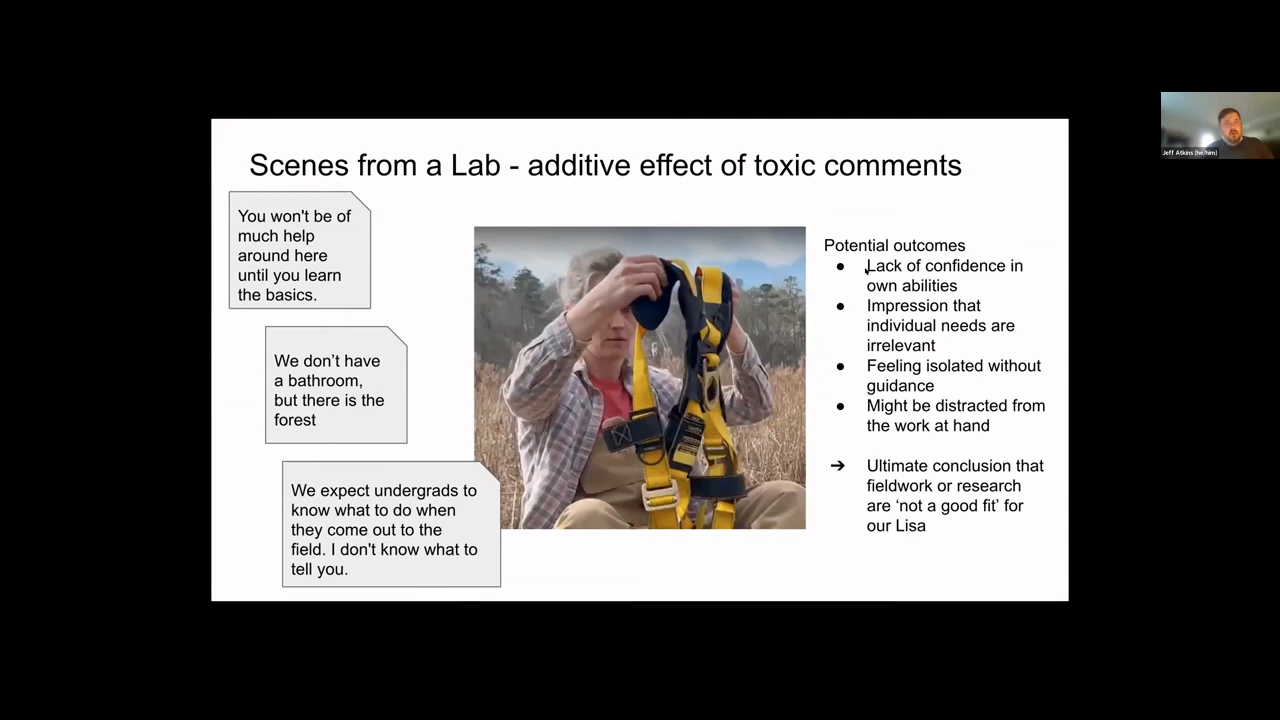 Scenes from a Lab - additive effect of toxic comments
You won't be of
much help
around here
until you learn
the basics.
We don't have
a bathroom,
but there is the
forest
We expect undergrads to
know what to do when
they come out to the
field. I don't know what to
tell you.
Potential outcomes
● Lack of confidence in
own abilities
● Impression that
individual needs are
irrelevant
● Feeling isolated without
guidance
● Might be distracted from
the work at hand
➔ Ultimate conclusion that
fieldwork or research
are ‘not a good fit’ for
our Lisa
Jeff Atkins (he/him)